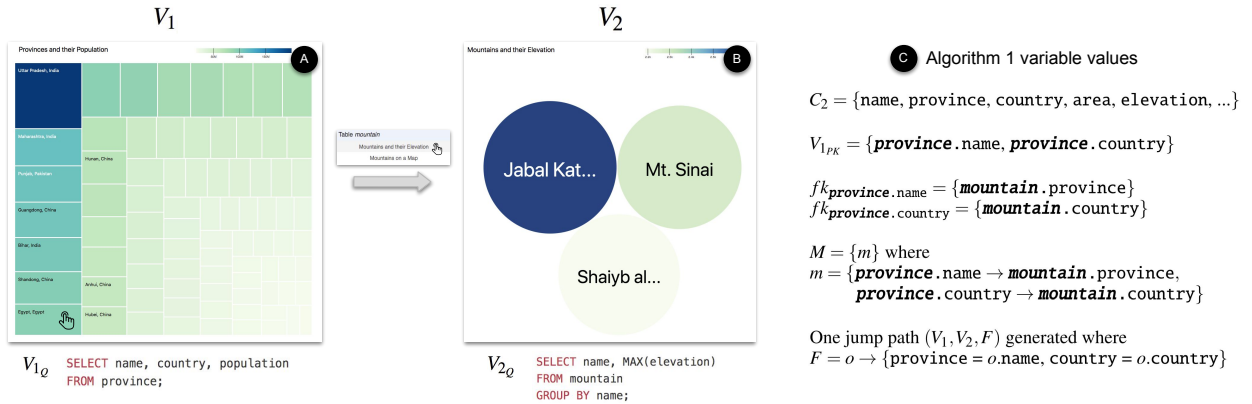 V₁
Provinces and their Population
A
Uttar Pradesh, India
Maharashtra, India
Punjab, Pakistan
Guangdong, China
Bihar, India
Shandong, China
Egypt, Egypt
Hunan, China
Anhui, China
Hubei, China
V₁Q SELECT name, country, population
FROM province;
Table mountain
Mountains and their Elevation
Mountains on a Map
V₂
Mountains and their Elevation
B
Jabal Kat...
Mt. Sinai
Shaiyb al...
V₂Q SELECT name, MAX(elevation)
FROM mountain
GROUP BY name;
C Algorithm 1 variable values
C₂ = {name, province, country, area, elevation, ...}
V₁PK = {province.name, province.country}
fk province.name = {mountain.province}
fk province.country = {mountain.country}
M = {m} where
m = {province.name → mountain.province,
province.country → mountain.country}
One jump path (V₁, V₂, F) generated where
F = o → {province = o.name, country = o.country}